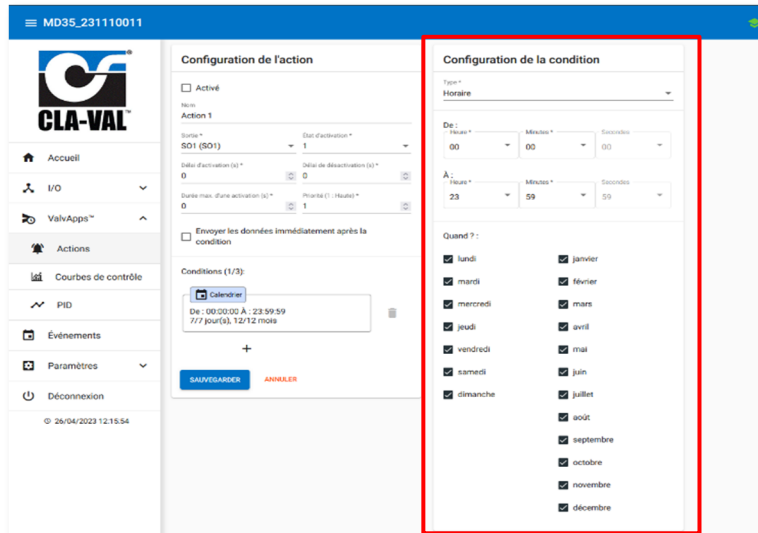 MD35_231110011
CLA-VAL™
Accueil
I/O
ValvApps™
Actions
Courbes de contrôle
PID
Événements
Paramètres
Déconnexion
26/04/2023 12:15:54
Configuration de l'action
Activé
Nom
Action 1
Sortie *
SO1 (SO1)
État d'activation *
1
Délai d'activation (s) *
0
Délai de désactivation (s) *
0
Durée max. d'une activation (s) *
0
Priorité (1 : Haute) *
1
Envoyer les données immédiatement après la
condition
Conditions (1/3):
Calendrier
De : 00:00:00 À : 23:59:59
7/7 jour(s), 12/12 mois
+
SAUVEGARDER
ANNULER
Configuration de la condition
Type *
Horaire
De :
Heure *
00
Minutes *
00
Secondes
00
À :
Heure *
23
Minutes *
59
Secondes
59
Quand ? :
lundi
mardi
mercredi
jeudi
vendredi
samedi
dimanche
janvier
février
mars
avril
mai
juin
juillet
août
septembre
octobre
novembre
décembre